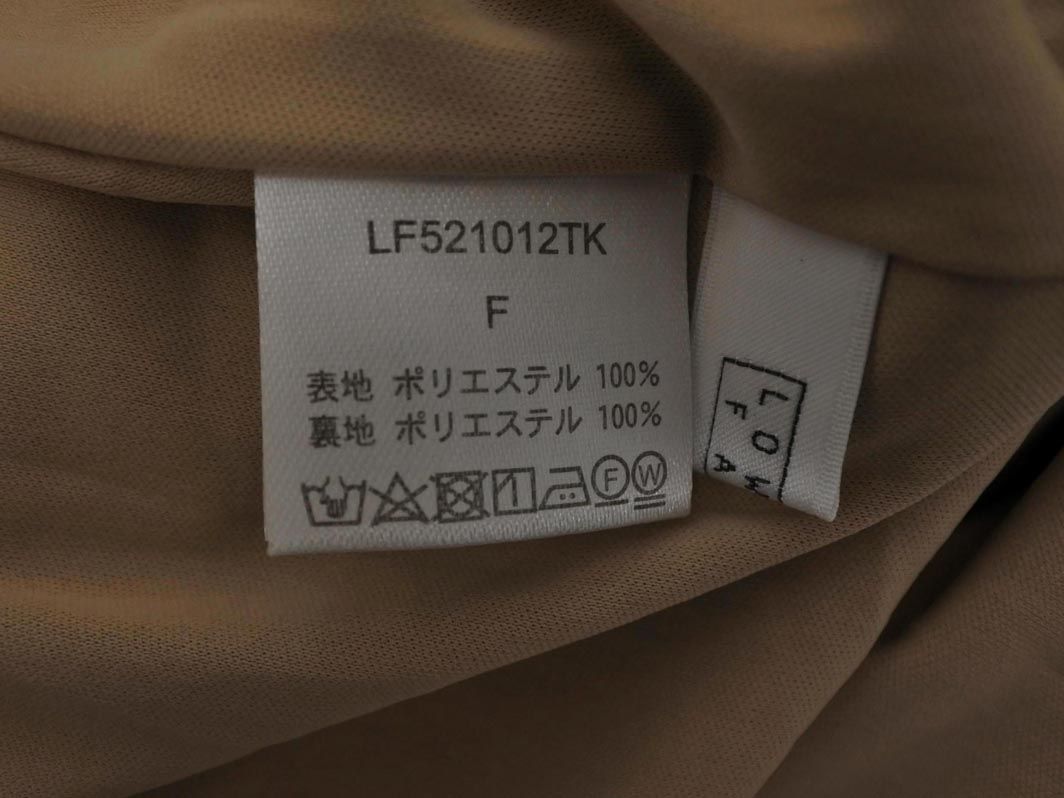 LF521012TK
F
表地 ポリエステル 100%
裏地 ポリエステル 100%
F W
L O W
F A